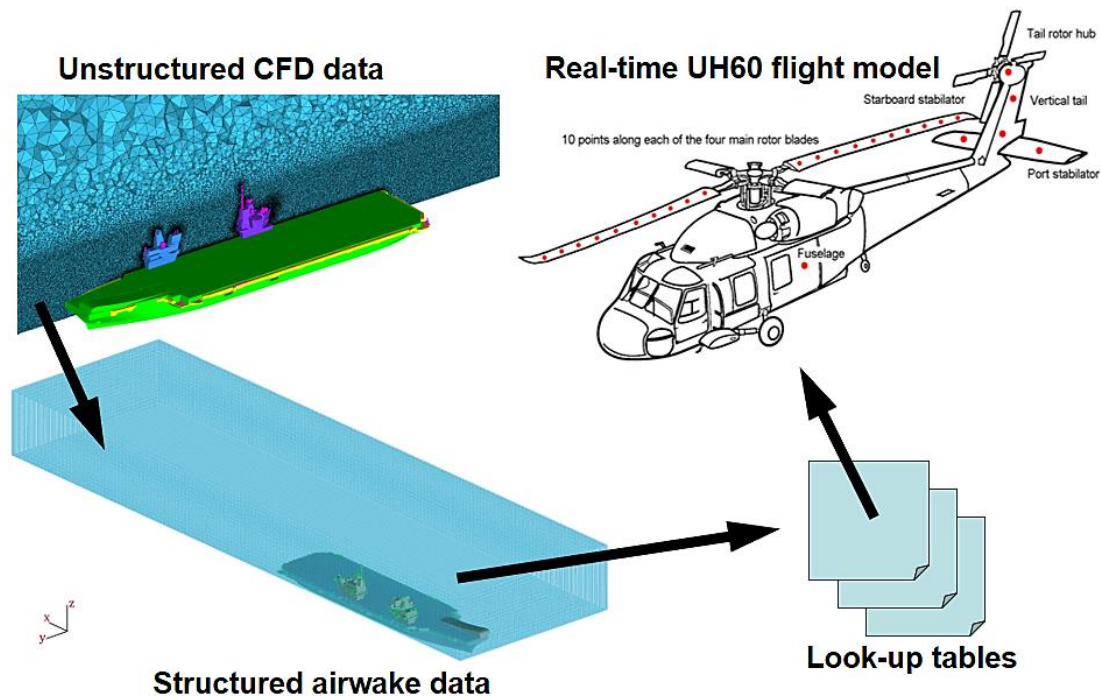 Unstructured CFD data
Real-time UH60 flight model
Tail rotor hub
Starboard stabilator
Vertical tail
10 points along each of the four main rotor blades
Port stabilator
Fuselage
z
x
y
Structured airwake data
Look-up tables